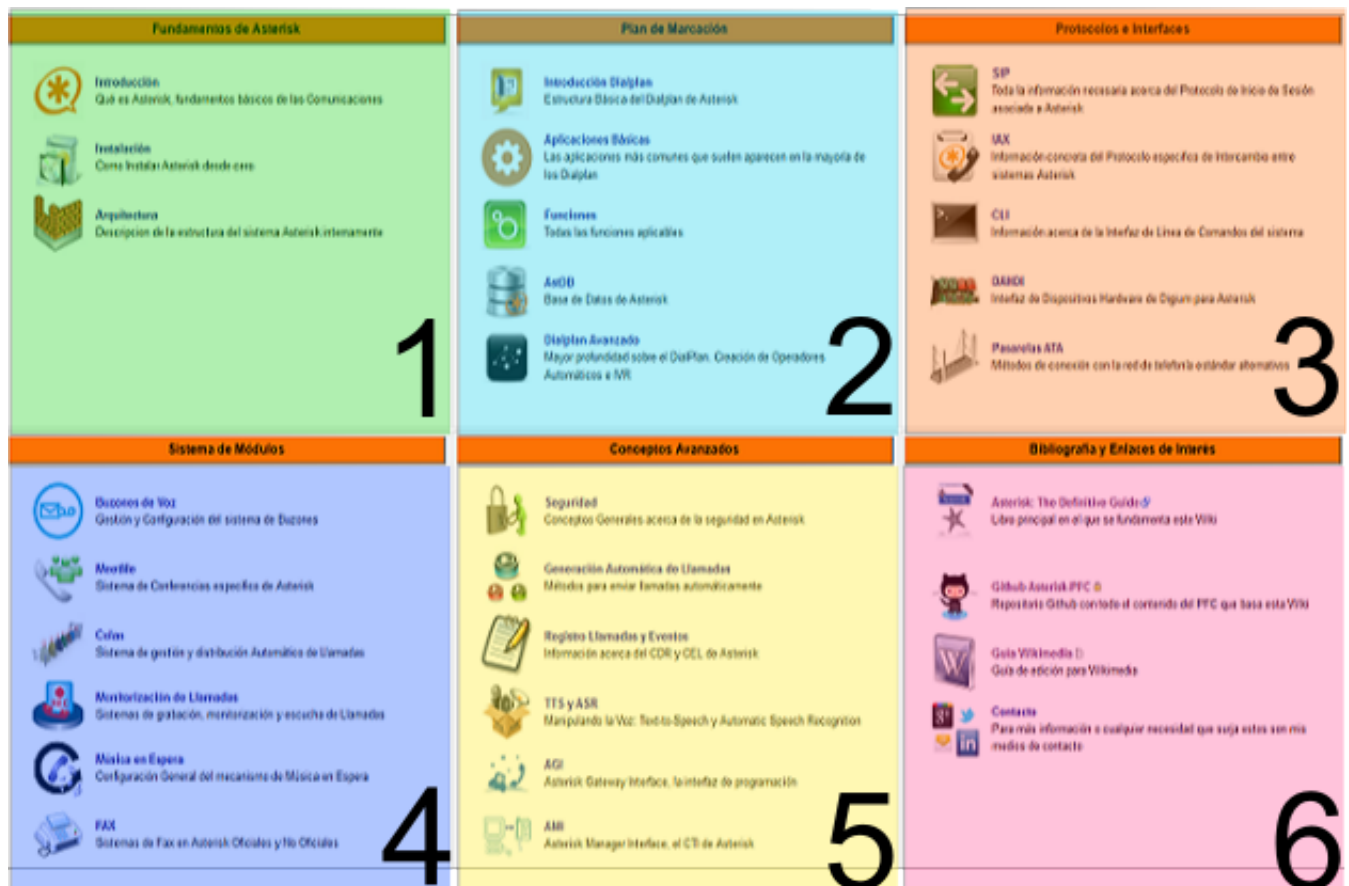 Fundamentos de Asterisk
Introducción
Qué es Asterisk, fundamentos básicos de las Comunicaciones
Instalación
Como Instalar Asterisk desde cero
Arquitectura
Descripcion de la estructura del sistema Asterisk internamente
1
Plan de Marcación
Introducción Dialplan
Estructura Básica del Dialplan de Asterisk
Aplicaciones Básicas
Las aplicaciones más comunes que suelen aparecen en la mayoría de
los Dialplan
Funciones
Todas las funciones aplicables
AstDB
Base de Datos de Asterisk
Dialplan Avanzado
Mayor profundidad sobre el DialPlan. Creación de Operadores
Automáticos e IVR
2
Protocolos e Interfaces
SIP
Toda la información necesaria acerca del Protocolo de Inicio de Sesión
asociado a Asterisk
IAX
Información concreta del Protocolo especifica de Intercambio entre
sistemas Asterisk
CLI
Información acerca de la Interfaz de Línea de Comandos del sistema
DAHDI
Interfaz de Dispositivos Hardware de Digium para Asterisk
Pasarelas ATA
Métodos de conexión con la red de telefonía estándar alternativos
3
Sistema de Módulos
Buzones de Voz
Gestión y Configuración del sistema de Buzones
MeetMe
Sistema de Conferencias especifico de Asterisk
Colas
Sistema de gestión y distribución Automático de Llamadas
Monitorización de Llamadas
Sistemas de grabación, monitorización y escucha de Llamadas
Música en Espera
Configuración General del mecanismo de Música en Espera
FAX
Sistemas de Fax en Asterisk Oficiales y No Oficiales
4
Conceptos Avanzados
Seguridad
Conceptos Generales acerca de la seguridad en Asterisk
Generación Automática de Llamadas
Métodos para enviar llamadas automáticamente
Registro Llamadas y Eventos
Información acerca del CDR y CEL de Asterisk
TTS y ASR
Manipulando la Voz: Text-to-Speech y Automatic Speech Recognition
AGI
Asterisk Gateway Interface, la interfaz de programación
AMI
Asterisk Manager Interface, el CTI de Asterisk
5
Bibliografía y Enlaces de Interés
Asterisk: The Definitive Guide
Libro principal en el que se fundamenta este Wiki
Github Asterisk PFC
Repositorio Github con todo el contenido del PFC que basa esta Wiki
W
Guía Wikimedia
Guía de edición para Wikimedia
Contacto
Para más información o cualquier necesidad que surja estos son mis
medios de contacto
6